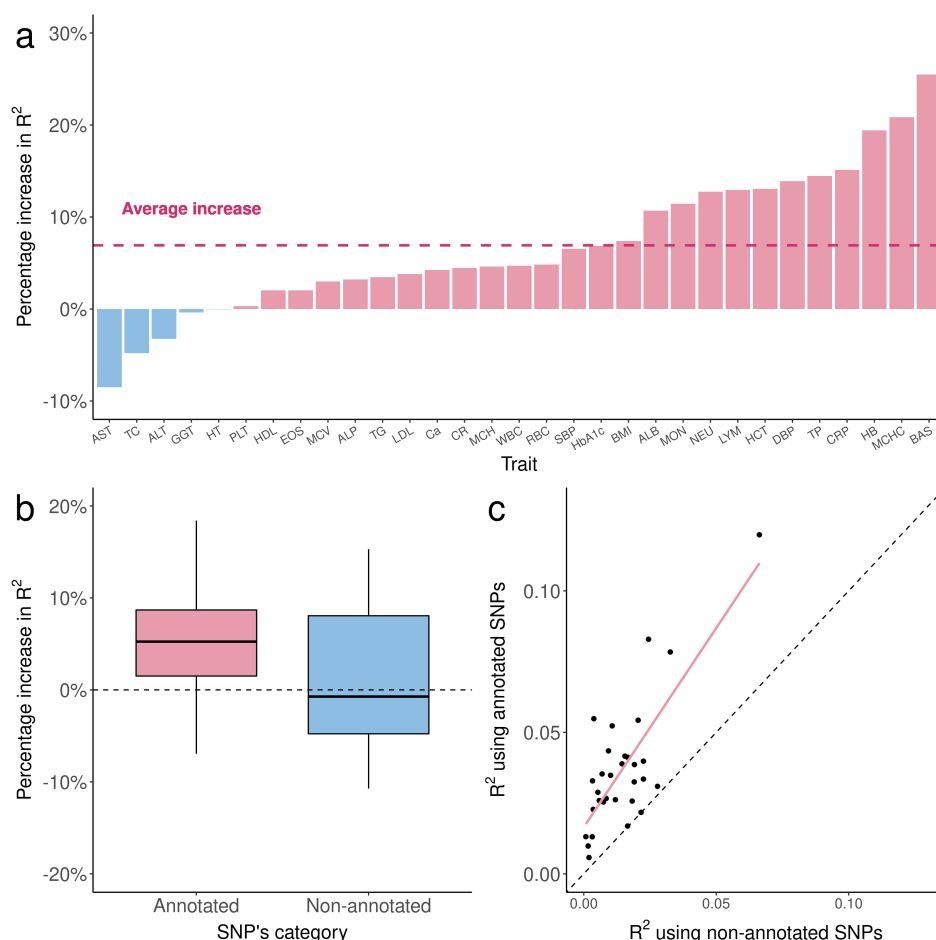 a
Percentage increase in R²
30%
20%
10%
0%
-10%
Average increase
AST TC ALT GGT HT PLT HDL EOS MCV ALP TG LDL Ca CR MCH WBC RBC SBP HbA1c BMI ALB MON NEU LYM HCT DBP TP CRP HB MCHC BAS
Trait
b
Percentage increase in R²
20%
10%
0%
-10%
-20%
Annotated Non-annotated
SNP's category
c
R² using annotated SNPs
0.10
0.05
0.00
0.00 0.05 0.10
R² using non-annotated SNPs